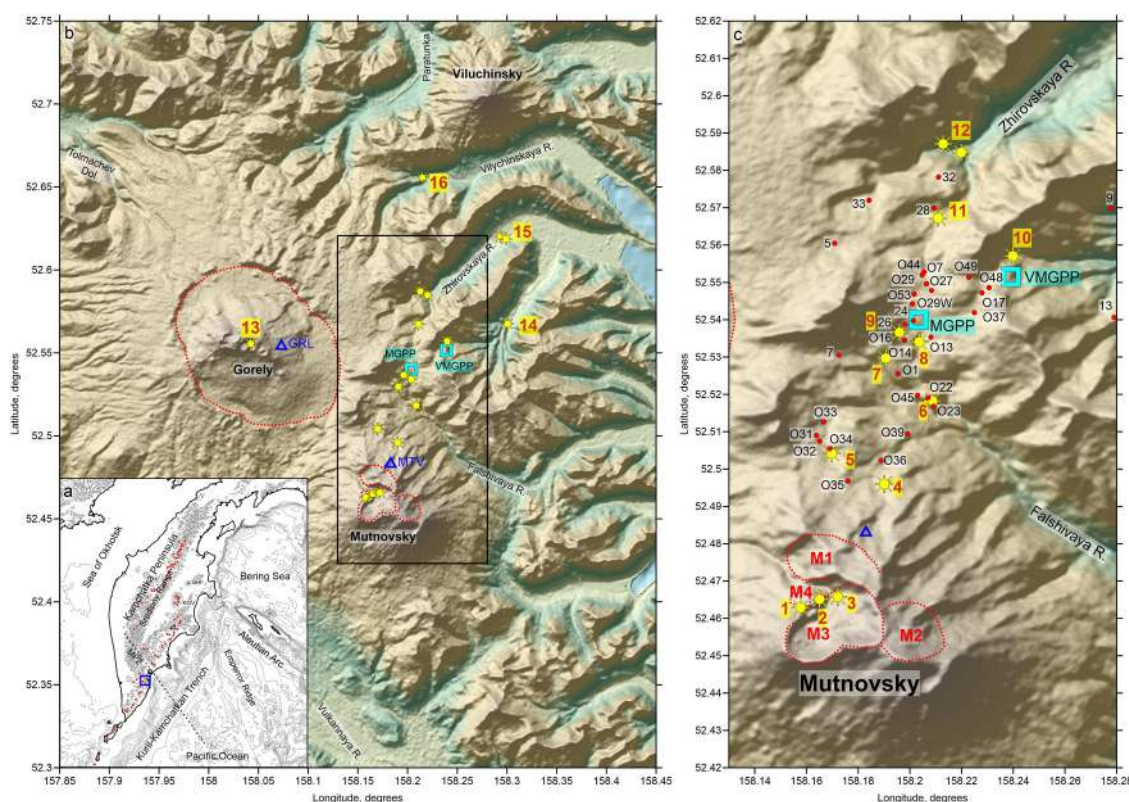 b
52.75
52.7
52.65
52.6
52.55
52.5
52.45
52.4
52.35
52.3
Latitude, degrees
157.85
157.9
157.95
158
158.05
158.1
158.15
158.2
158.25
158.3
158.35
158.4
158.45
Longitude, degrees
Paratunka
Viluchinsky
Tolmachev
Dol
Vilychinskaya R.
16
15
Zhirovskaya R.
14
13
GRL
Gorely
MGPP
VMGPP
MTV
Falshivaya R.
Mutnovsky
Vulkannaya R.
a
Sea of Okhotsk
Kamchatka Peninsula
Sredinny Ridge
Bering Sea
Aleutian Arc
Emperor Ridge
Kuril-Kamchatkan Trench
Pacific Ocean
c
52.62
52.6
52.59
52.58
52.57
52.56
52.55
52.54
52.53
52.52
52.51
52.5
52.48
52.47
52.46
52.45
52.44
52.43
52.42
Latitude, degrees
158.14
158.16
158.18
158.2
158.22
158.24
158.26
158.28
Longitude, degrees
Zhirovskaya R.
12
32
33
28
11
9
5
10
O44
O7
O29
O27
O49
O48
VMGPP
O53
O29W
O17
O37
13
24
MGPP
9
26
O16
O13
8
7
O14
7
O1
O22
O45
6
O23
O33
O31
O34
O39
O32
5
O36
O35
4
Falshivaya R.
M1
M4
1
2
3
M3
M2
Mutnovsky